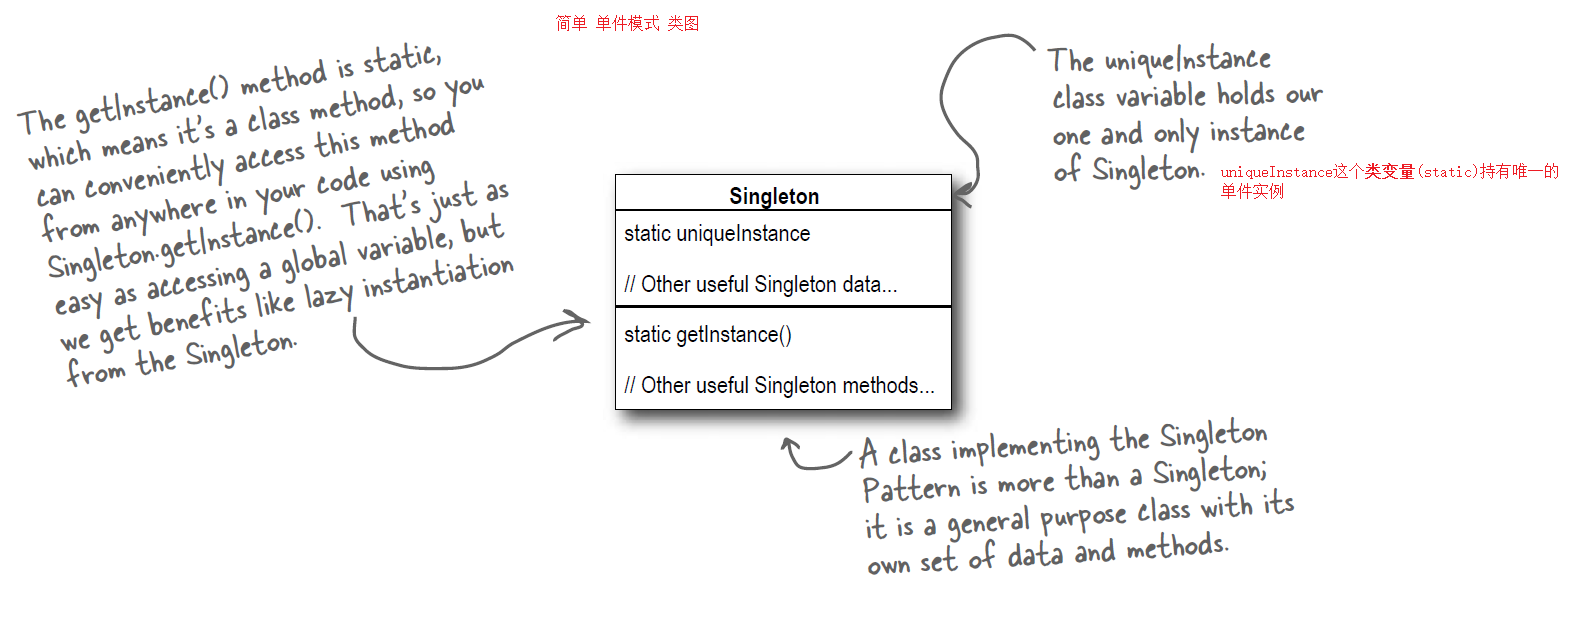 简单 单件模式 类图
The getInstance() method is static,
which means it's a class method, so you
can conveniently access this method
from anywhere in your code using
Singleton.getInstance(). That's just as
easy as accessing a global variable, but
we get benefits like lazy instantiation
from the Singleton.
The uniqueInstance
class variable holds our
one and only instance
of Singleton.
uniqueInstance这个类变量(static)持有唯一的
单件实例
Singleton
static uniqueInstance
// Other useful Singleton data...
static getInstance()
// Other useful Singleton methods...
A class implementing the Singleton
Pattern is more than a Singleton;
it is a general purpose class with its
own set of data and methods.